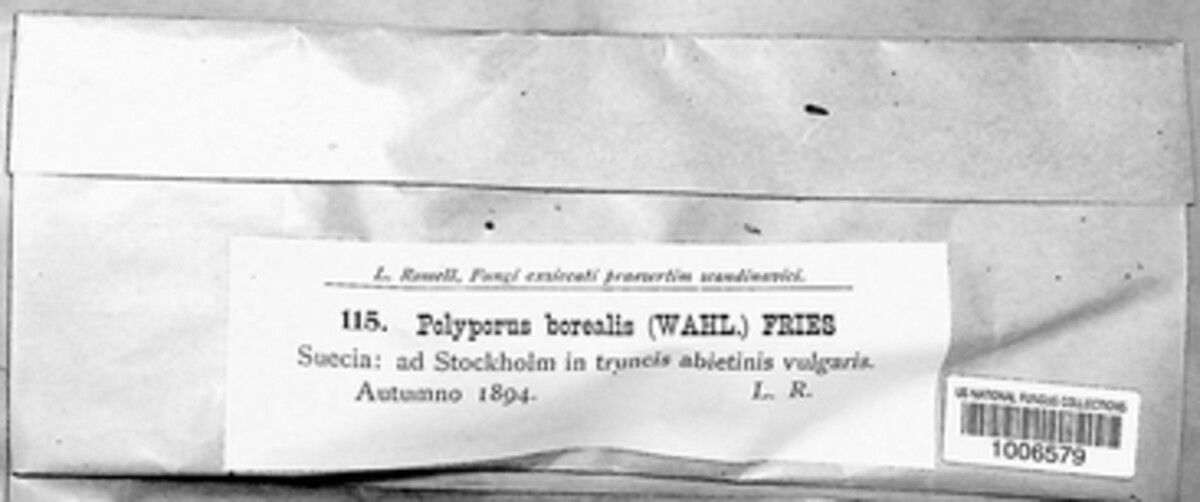 L. Romell, Fungi exsiccati praesertim scandinavici.
115. Polyporus borealis (WAHL.) FRIES
Suecia: ad Stockholm in truncis abietinis vulgaris.
Autumno 1894. L. R.
US NATIONAL FUNGUS COLLECTIONS
1006579